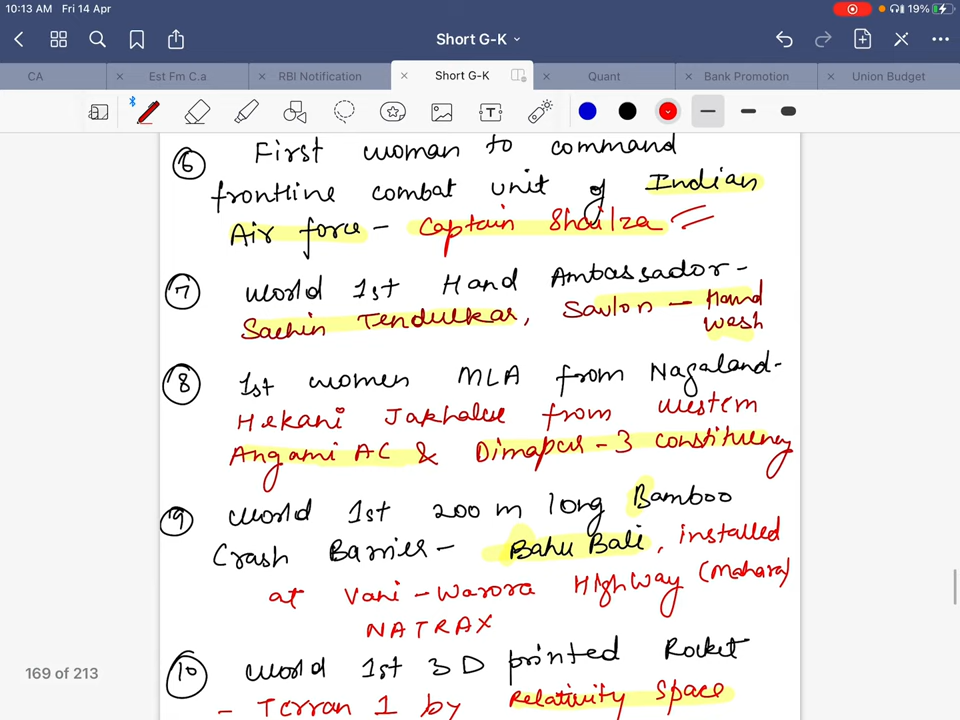 10:13 AM Fri 14 Apr
19%
Short G-K
CA
Est Fm C.a
RBI Notification
Short G-K
Quant
Bank Promotion
Union Budget
6 First woman to command
frontline combat unit of Indian
Air force - Captain Shailza
7 world 1st Hand Ambassador -
Sachin Tendulkar, Savlon - Hand
wash
8 1st women MLA from Nagaland -
Hekani Jakhalue from western
Angami AC & Dimapur - 3 constituency
9 world 1st 200 m long Bamboo
Crash Barrier - Bahu Bali, installed
at Vani - Warora Highway (Mahara)
NATRAX
169 of 213
10 world 1st 3D printed Rocket
- Terran 1 by Relativity Space